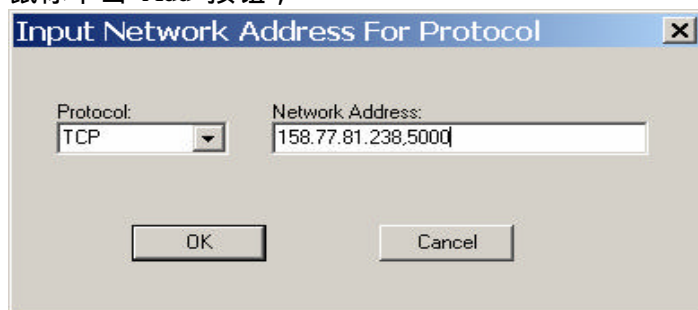 Input Network Address For Protocol
Protocol:
Network Address:
TCP
158.77.81.238,5000
OK
Cancel